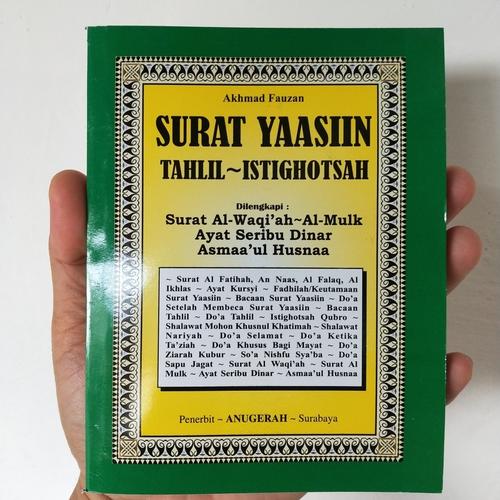 Akhmad Fauzan
SURAT YAASIIN
TAHLIL~ISTIGHOTSAH
Dilengkapi :
Surat Al-Waqi'ah~Al-Mulk
Ayat Seribu Dinar
Asmaa'ul Husnaa
~ Surat Al Fatihah, An Naas, Al Falaq, Al
Ikhlas ~ Ayat Kursyi ~ Fadhilah/Keutamaan
Surat Yaasiin ~ Bacaan Surat Yaasiin ~ Do'a
Setelah Membeca Surat Yaasiin ~ Bacaan
Tahlil ~ Do'a Tahlil ~ Istighotsah Qubro ~
Shalawat Mohon Khusnul Khatimah ~ Shalawat
Nariyah ~ Do'a Selamat ~ Do'a Ketika
Ta'ziah ~ Do'a Khusus Bagi Mayat ~ Do'a
Ziarah Kubur ~ So'a Nishfu Sya'ba ~ Do'a
Sapu Jagat ~ Surat Al Waqi'ah ~ Surat Al
Mulk ~ Ayat Seribu Dinar ~ Asmaa'ul Husnaa
Penerbit ~ ANUGERAH ~ Surabaya